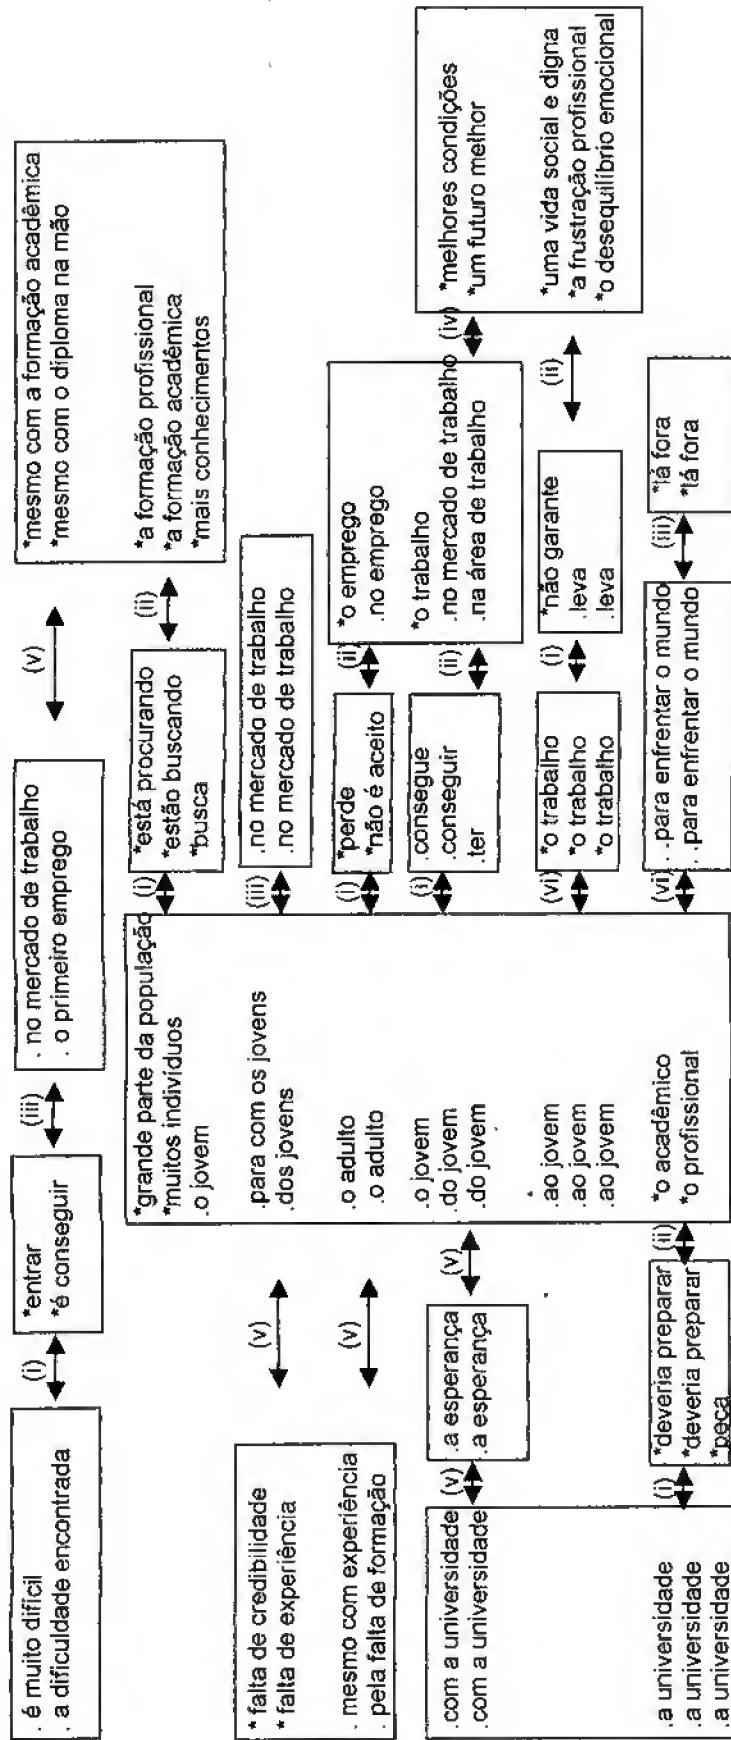 . é muito difícil
. a dificuldade encontrada
(i)
*entrar
*é conseguir
(iii)
. no mercado de trabalho
. o primeiro emprego
(v)
*mesmo com a formação acadêmica
*mesmo com o diploma na mão
*a formação profissional
*a formação acadêmica
*mais conhecimentos
*grande parte da população
*muitos indivíduos
.o jovem
(i)
*está procurando
*estão buscando
*busca
(ii)
* falta de credibilidade
* falta de experiência
(v)
.para com os jovens
.dos jovens
(iii)
.no mercado de trabalho
.no mercado de trabalho
. mesmo com experiência
. pela falta de formação
(v)
.o adulto
.o adulto
(i)
*perde
*não é aceito
(ii)
*o emprego
.no emprego
.com a universidade
.com a universidade
(v)
.a esperança
.a esperança
(v)
.o jovem
.do jovem
.do jovem
(i)
.consegue
.conseguir
.ter
(ii)
*o trabalho
.no mercado de trabalho
.na área de trabalho
(iv)
*melhores condições
*um futuro melhor
.ao jovem
.ao jovem
.ao jovem
(vi)
*o trabalho
*o trabalho
*o trabalho
(i)
*não garante
.leva
.leva
(ii)
*uma vida social e digna
*a frustração profissional
*o desequilíbrio emocional
.a universidade
.a universidade
.a universidade
(i)
*deveria preparar
*deveria preparar
*peca
(ii)
*o acadêmico
*o profissional
(vi)
..para enfrentar o mundo
..para enfrentar o mundo
(iii)
*lá fora
*lá fora